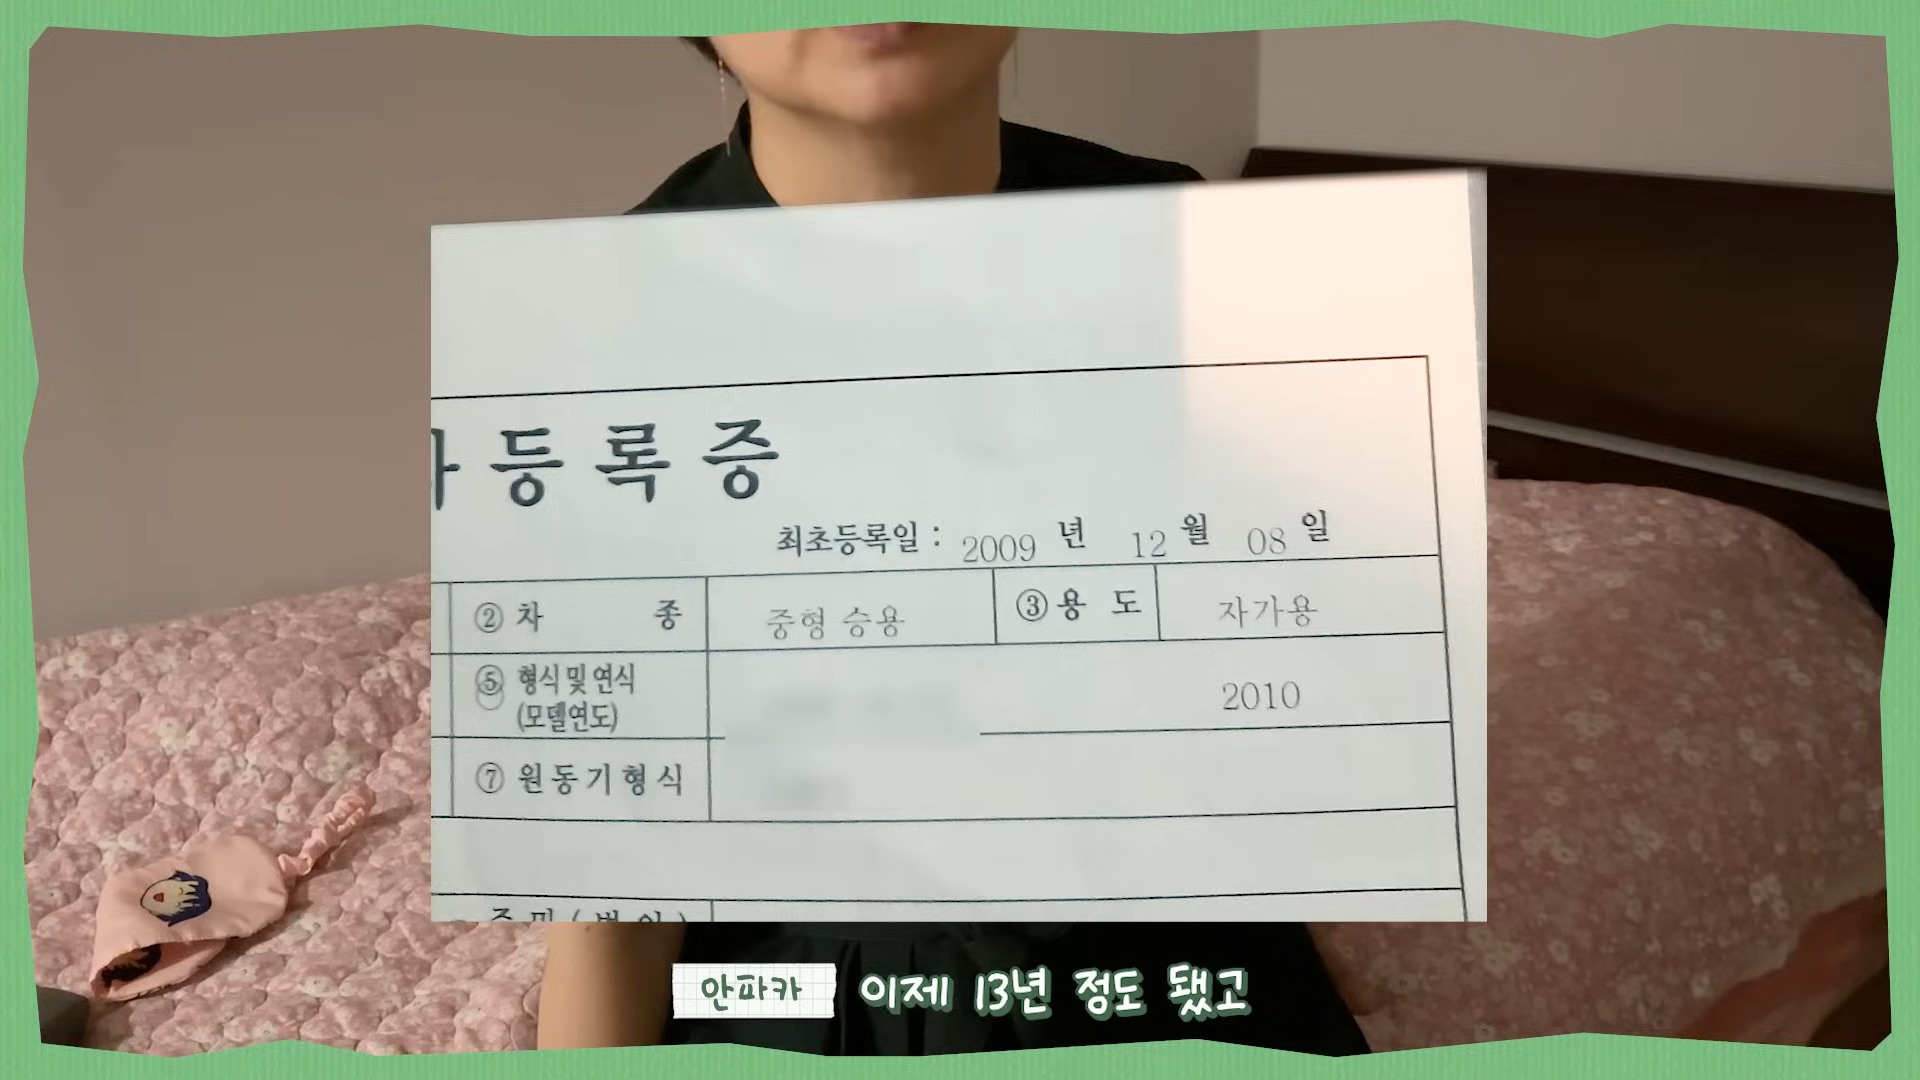 등록증
최초등록일 : 2009 년 12 월 08 일
② 차 종 중형 승용 ③ 용 도 자가용
⑤ 형식 및 연식
(모델연도) 2010
⑦ 원동기형식
안파카 이제 13년 정도 됐고